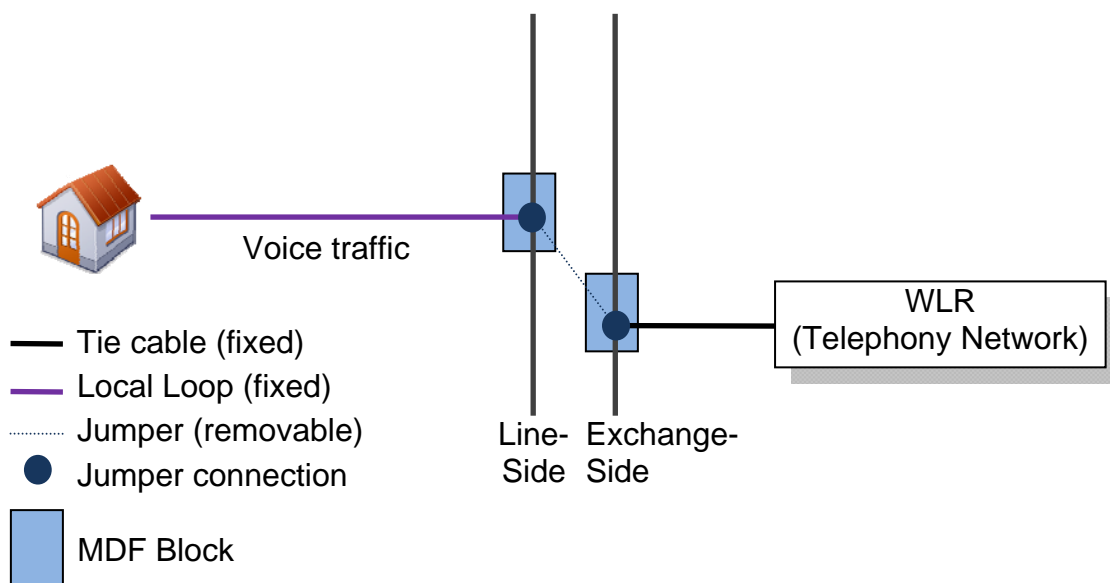 Voice traffic
WLR
(Telephony Network)
Tie cable (fixed)
Local Loop (fixed)
Jumper (removable)
Jumper connection
MDF Block
Line-
Side
Exchange-
Side